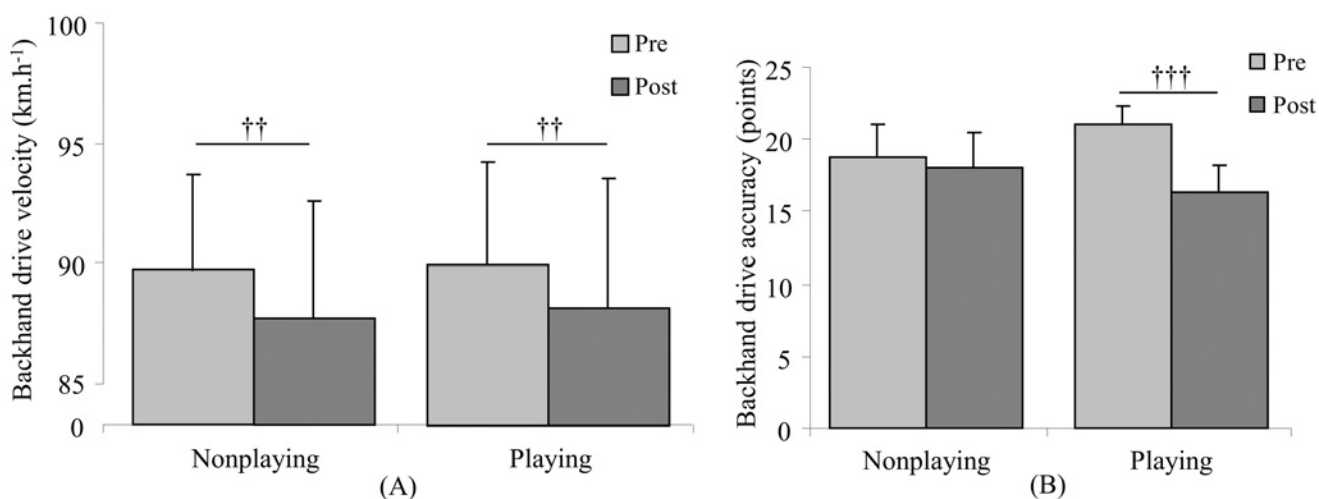 Backhand drive velocity (km.h-1)
100
95
90
85
0
Pre
Post
††
††
Nonplaying
Playing
(A)
Backhand drive accuracy (points)
25
20
15
10
5
0
Pre
Post
†††
Nonplaying
Playing
(B)